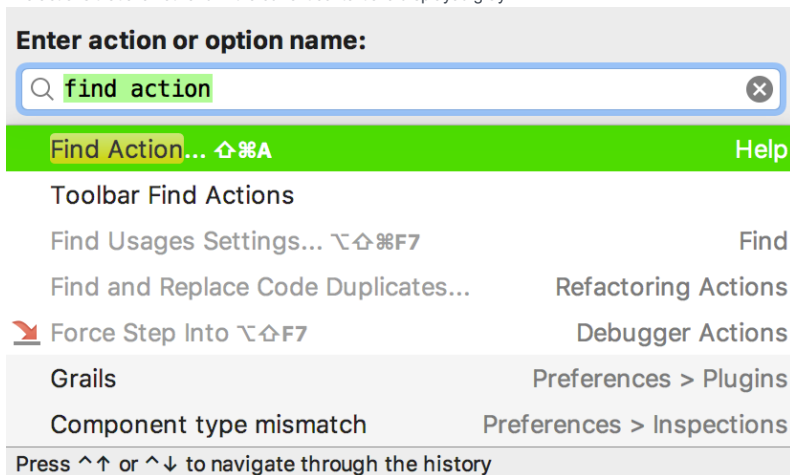 Enter action or option name:
find action
Find Action... ⇧⌘A Help
Toolbar Find Actions
Find Usages Settings... ⌥⇧⌘F7 Find
Find and Replace Code Duplicates... Refactoring Actions
Force Step Into ⌥⇧F7 Debugger Actions
Grails Preferences > Plugins
Component type mismatch Preferences > Inspections
Press ^↑ or ^↓ to navigate through the history